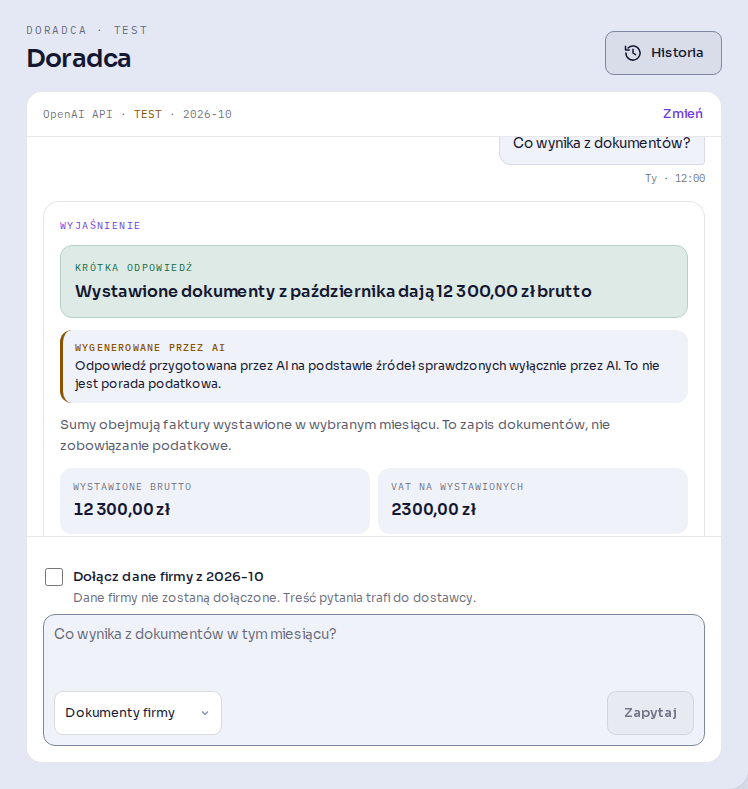 DORADCA · TEST
Doradca
Historia
OpenAI API · TEST · 2026-10
Zmień
Co wynika z dokumentów?
Ty · 12:00
WYJAŚNIENIE
KRÓTKA ODPOWIEDŹ
Wystawione dokumenty z października dają 12 300,00 zł brutto
WYGENEROWANE PRZEZ AI
Odpowiedź przygotowana przez AI na podstawie źródeł sprawdzonych wyłącznie przez AI. To nie
jest porada podatkowa.
Sumy obejmują faktury wystawione w wybranym miesiącu. To zapis dokumentów, nie
zobowiązanie podatkowe.
WYSTAWIONE BRUTTO
12 300,00 zł
VAT NA WYSTAWIONYCH
2300,00 zł
Dołącz dane firmy z 2026-10
Dane firmy nie zostaną dołączone. Treść pytania trafi do dostawcy.
Co wynika z dokumentów w tym miesiącu?
Dokumenty firmy
Zapytaj